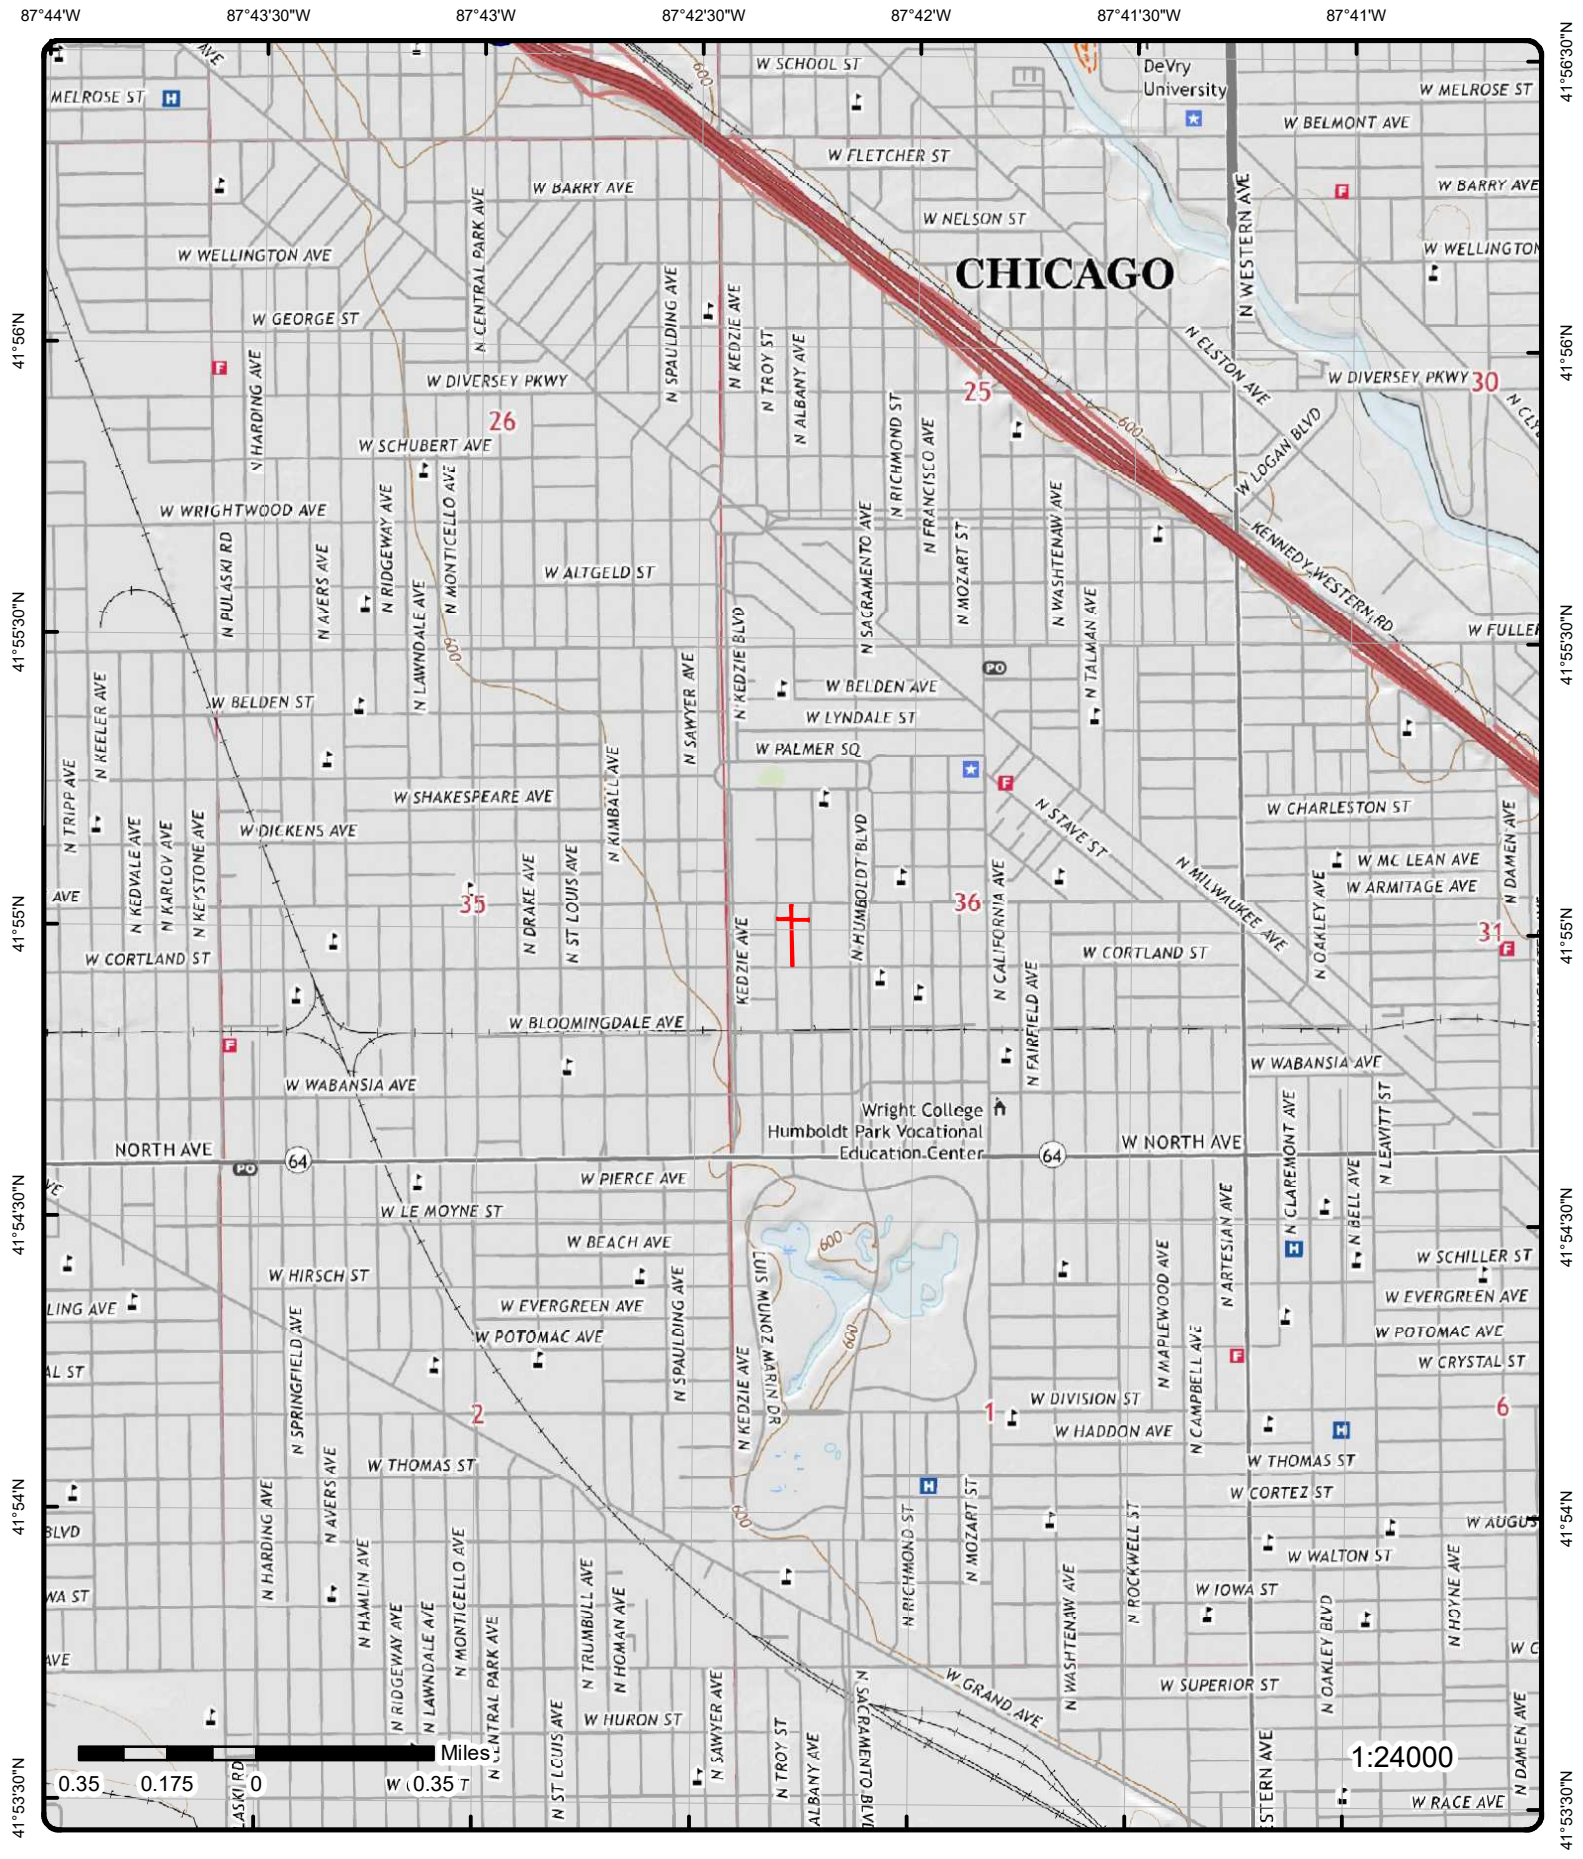 87°44'W
87°43'30"W
87°43'W
87°42'30"W
87°42'W
87°41'30"W
87°41'W
41°56'30"N
AVE
W SCHOOL ST
600
DeVry
University
MELROSE ST
H
W MELROSE ST
W BELMONT AVE
W FLETCHER ST
W BARRY AVE
F
W BARRY AVE
W NELSON ST
N CENTRAL PARK AVE
N WESTERN AVE
W WELLINGTON AVE
W WELLINGTON
CHICAGO
N SPAULDING AVE
N KEDZIE AVE
W GEORGE ST
41°56'N
41°56'N
N TROY ST
N ALBANY AVE
N ELSTON AVE
F
N HARDING AVE
W DIVERSEY PKWY
25
W DIVERSEY PKWY
30
26
N RICHMOND ST
N FRANCISCO AVE
600
N CLY
W LOGAN BLVD
W SCHUBERT AVE
N RIDGEWAY AVE
N MONTICELLO AVE
W WRIGHTWOOD AVE
N PULASKI RD
N AVERS AVE
N SACRAMENTO AVE
N MOZART ST
N WASHTENAW AVE
KENNEDY-WESTERN RD
W ALTGELD ST
N LAWNDALE AVE
N KEDZIE BLVD
N TALMAN AVE
41°55'30"N
41°55'30"N
W FULLER
600
PO
N KEELER AVE
N SAWYER AVE
W BELDEN AVE
W BELDEN ST
W LYNDALE ST
W PALMER SQ
N TRIPP AVE
N KIMBALL AVE
F
W SHAKESPEARE AVE
N STAVE ST
W CHARLESTON ST
N DAMEN AVE
W DICKENS AVE
N KEDVALE AVE
N KARLOV AVE
N KEYSTONE AVE
N HUMBOLDT BLVD
N MILWAUKEE AVE
W MC LEAN AVE
W ARMITAGE AVE
AVE
35
N DRAKE AVE
N ST LOUIS AVE
36
N CALIFORNIA AVE
N OAKLEY AVE
31
F
41°55'N
41°55'N
KEDZIE AVE
W CORTLAND ST
W CORTLAND ST
N FAIRFIELD AVE
W BLOOMINGDALE AVE
F
W WABANSIA AVE
W WABANSIA AVE
Wright College
Humboldt Park Vocational
Education Center
N CLAREMONT AVE
N LEAVITT ST
NORTH AVE
64
64
W NORTH AVE
PO
W PIERCE AVE
N BELL AVE
VE
W LE MOYNE ST
N ARTESIAN AVE
41°54'30"N
41°54'30"N
W BEACH AVE
600
H
W SCHILLER ST
N MAPLEWOOD AVE
LUIS MUNOZ MARIN DR
W HIRSCH ST
N SPAULDING AVE
LING AVE
W EVERGREEN AVE
W EVERGREEN AVE
N SPRINGFIELD AVE
W POTOMAC AVE
600
W POTOMAC AVE
N CAMPBELL AVE
F
AL ST
W CRYSTAL ST
N KEDZIE AVE
W DIVISION ST
2
1
6
W HADDON AVE
H
N AVERS AVE
W THOMAS ST
W THOMAS ST
N HARDING AVE
H
N MOZART ST
W CORTEZ ST
41°54'N
41°54'N
BLVD
600
N RICHMOND ST
N ROCKWELL ST
W AUGUS
N HAMLIN AVE
N MONTICELLO AVE
N TRUMBULL AVE
N HOMAN AVE
W WALTON ST
N HOYNE AVE
WA ST
N WASHTENAW AVE
W IOWA ST
N OAKLEY BLVD
N RIDGEWAY AVE
N LAWNDALE AVE
AVE
W C
N SAWYER AVE
N SACRAMENTO BLVD
W GRAND AVE
W SUPERIOR ST
W HURON ST
N ST LOUIS AVE
N TROY ST
ALBANY AVE
N DAMEN AVE
Miles
1:24000
0.35
0.175
0
0.35
W RACE AVE
41°53'30"N
41°53'30"N